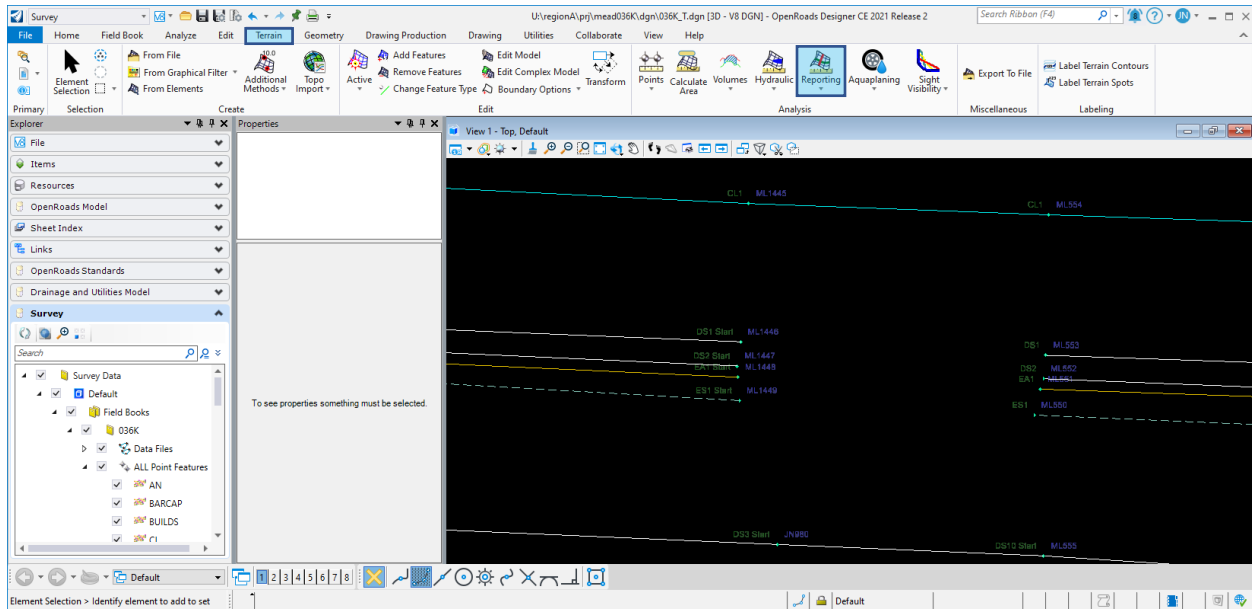 Survey
U:\regionA\prj\mead036K\dgn\036K_T.dgn [3D - V8 DGN] - OpenRoads Designer CE 2021 Release 2
Search Ribbon (F4)
JN
File Home Field Book Analyze Edit Terrain Geometry Drawing Production Drawing Utilities Collaborate View Help
Element Selection
From File
From Graphical Filter
From Elements
10.0
Additional Methods
Topo Import
Active
Add Features
Remove Features
Change Feature Type
Edit Model
Edit Complex Model
Boundary Options
Transform
Points
Calculate Area
Volumes
Hydraulic
Reporting
Aquaplaning
Sight Visibility
Export To File
Label Terrain Contours
Label Terrain Spots
Primary Selection Create Edit Analysis Miscellaneous Labeling
Explorer
File
Items
Resources
OpenRoads Model
Sheet Index
Links
OpenRoads Standards
Drainage and Utilities Model
Survey
Search
Survey Data
Default
Field Books
036K
Data Files
ALL Point Features
AN
BARCAP
BUILDS
CI
Properties
To see properties something must be selected.
View 1 - Top, Default
CL1 ML1445
CL1 ML554
DS1 Start ML1446
DS2 Start ML1447
EA1 Start ML1448
ES1 Start ML1449
DS1 ML553
DS2 ML552
EA1 ML551
ES1 ML550
DS3 Start JN980
DS10 Start ML555
Default
1 2 3 4 5 6 7 8
Element Selection > Identify element to add to set
Default